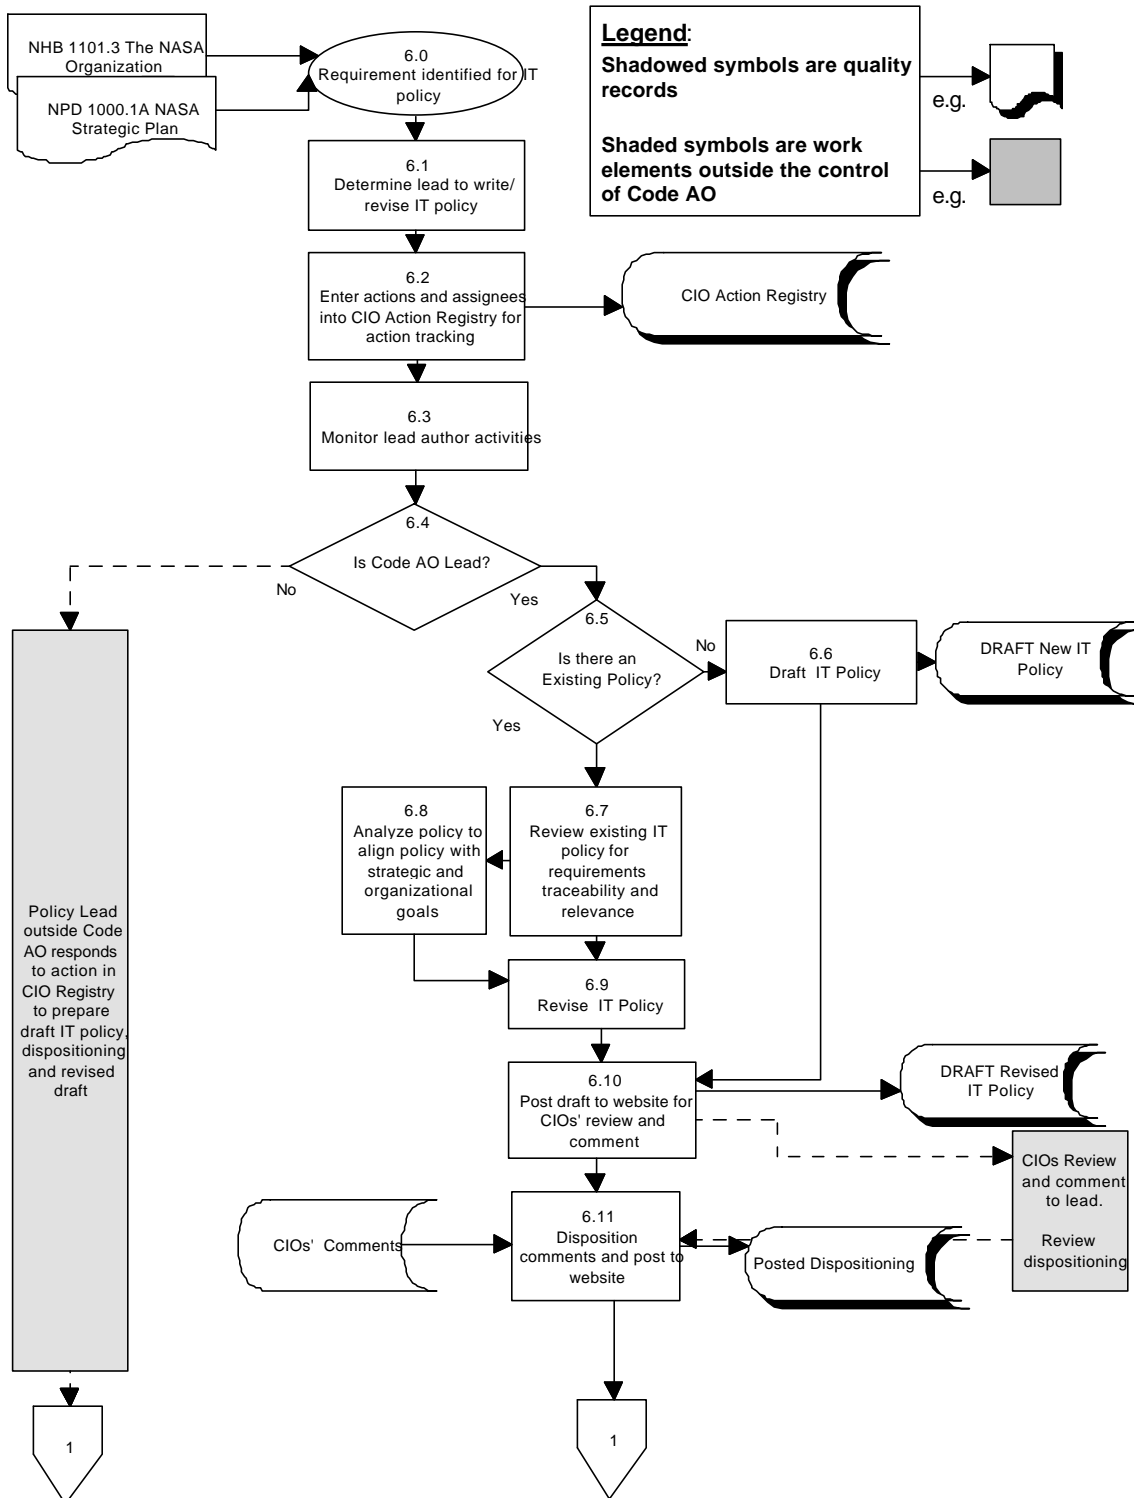 NHB 1101.3 The NASA
Organization
NPD 1000.1A NASA
Strategic Plan
6.0
Requirement identified for IT
policy
Legend:
Shadowed symbols are quality
records
e.g.
Shaded symbols are work
elements outside the control
of Code AO
e.g.
6.1
Determine lead to write/
revise IT policy
6.2
Enter actions and assignees
into CIO Action Registry for
action tracking
CIO Action Registry
6.3
Monitor lead author activities
6.4
Is Code AO Lead?
No
Yes
6.5
Is there an
Existing Policy?
No
Yes
6.6
Draft IT Policy
DRAFT New IT
Policy
6.8
Analyze policy to
align policy with
strategic and
organizational
goals
6.7
Review existing IT
policy for
requirements
traceability and
relevance
Policy Lead
outside Code
AO responds
to action in
CIO Registry
to prepare
draft IT policy,
dispositioning
and revised
draft
6.9
Revise IT Policy
6.10
Post draft to website for
CIOs' review and
comment
DRAFT Revised
IT Policy
CIOs Review
and comment
to lead.
Review
dispositioning
CIOs' Comments
6.11
Disposition
comments and post to
website
Posted Dispositioning
1
1